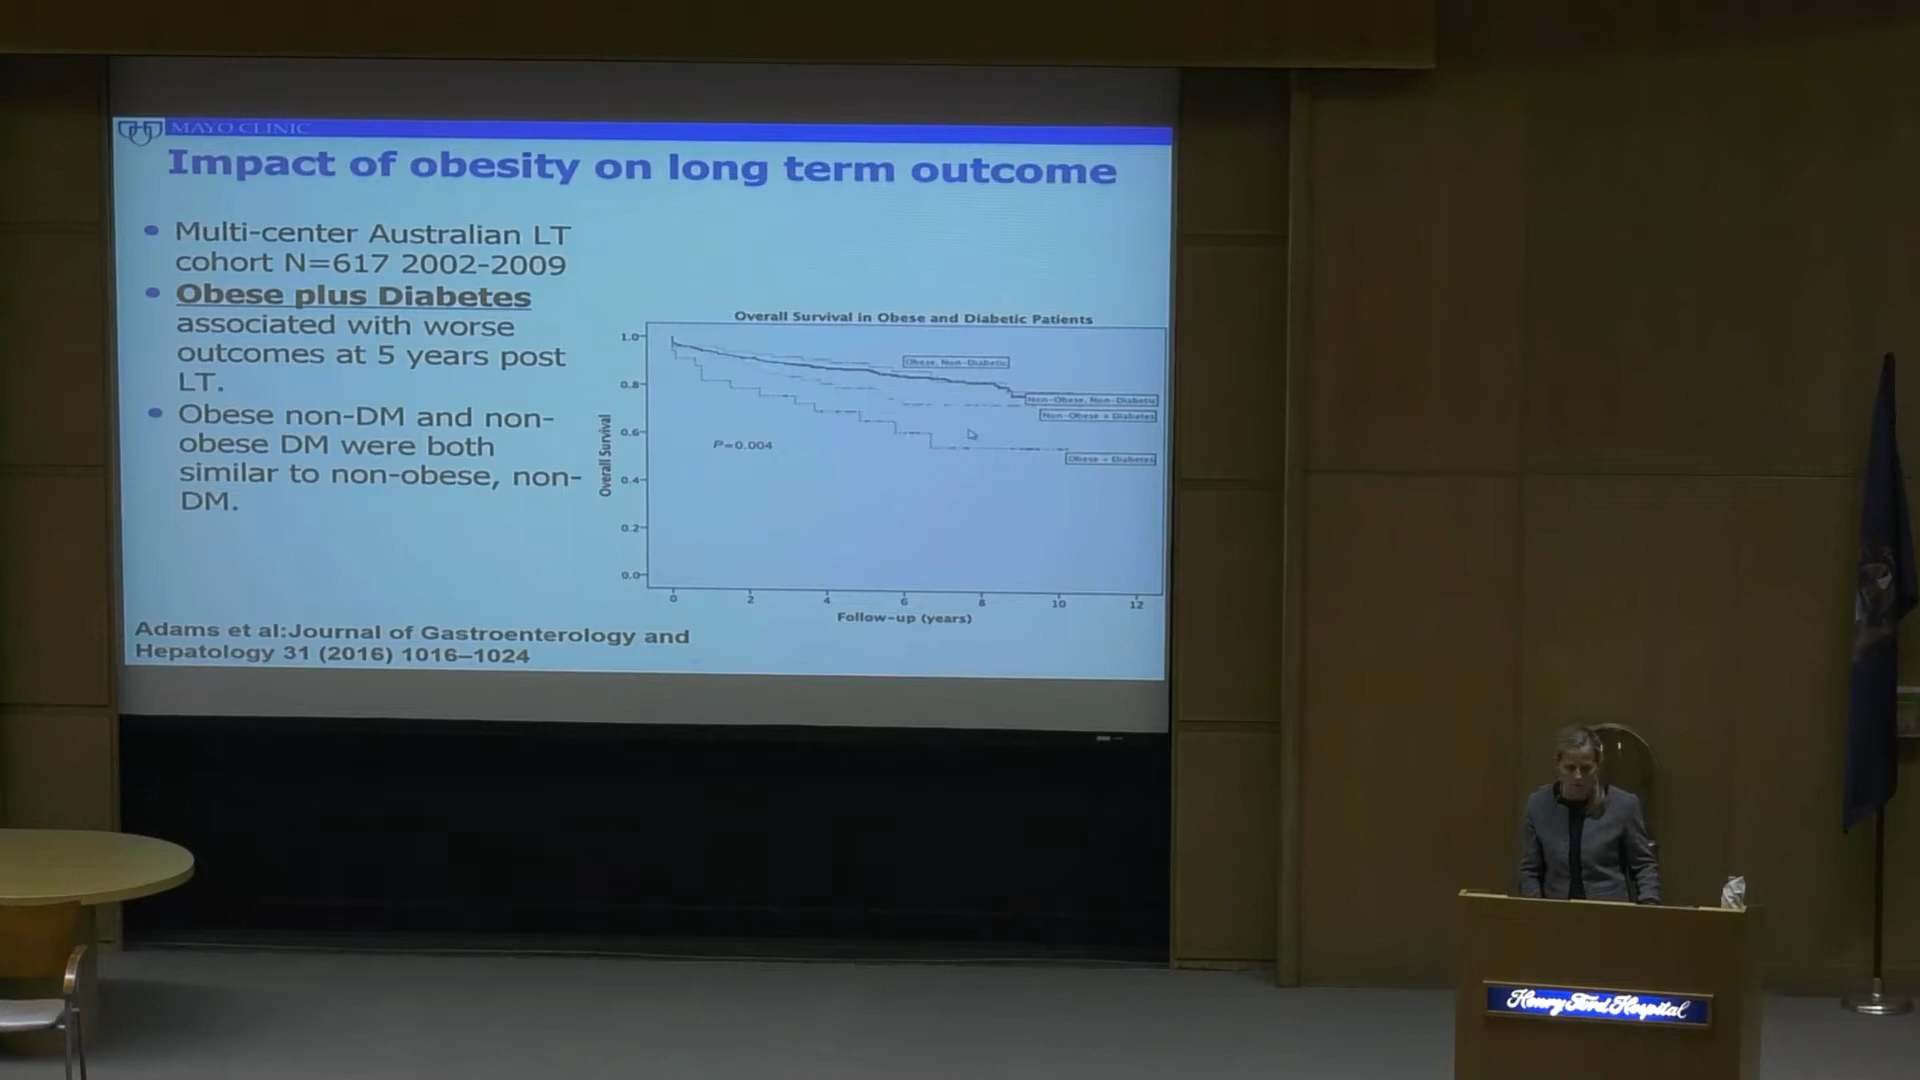 MAYO CLINIC
Impact of obesity on long term outcome
• Multi-center Australian LT
cohort N=617 2002-2009
• Obese plus Diabetes
associated with worse
outcomes at 5 years post
LT.
• Obese non-DM and non-
obese DM were both
similar to non-obese, non-
DM.
Overall Survival in Obese and Diabetic Patients
Overall Survival
1.0
0.8
0.6
0.4
0.2
0.0
Obese, Non-Diabetic
Non-Obese, Non-Diabetic
Non-Obese + Diabetes
Obese + Diabetes
P=0.004
0 2 4 6 8 10 12
Follow-up (years)
Adams et al:Journal of Gastroenterology and
Hepatology 31 (2016) 1016–1024
Henry Ford Hospital